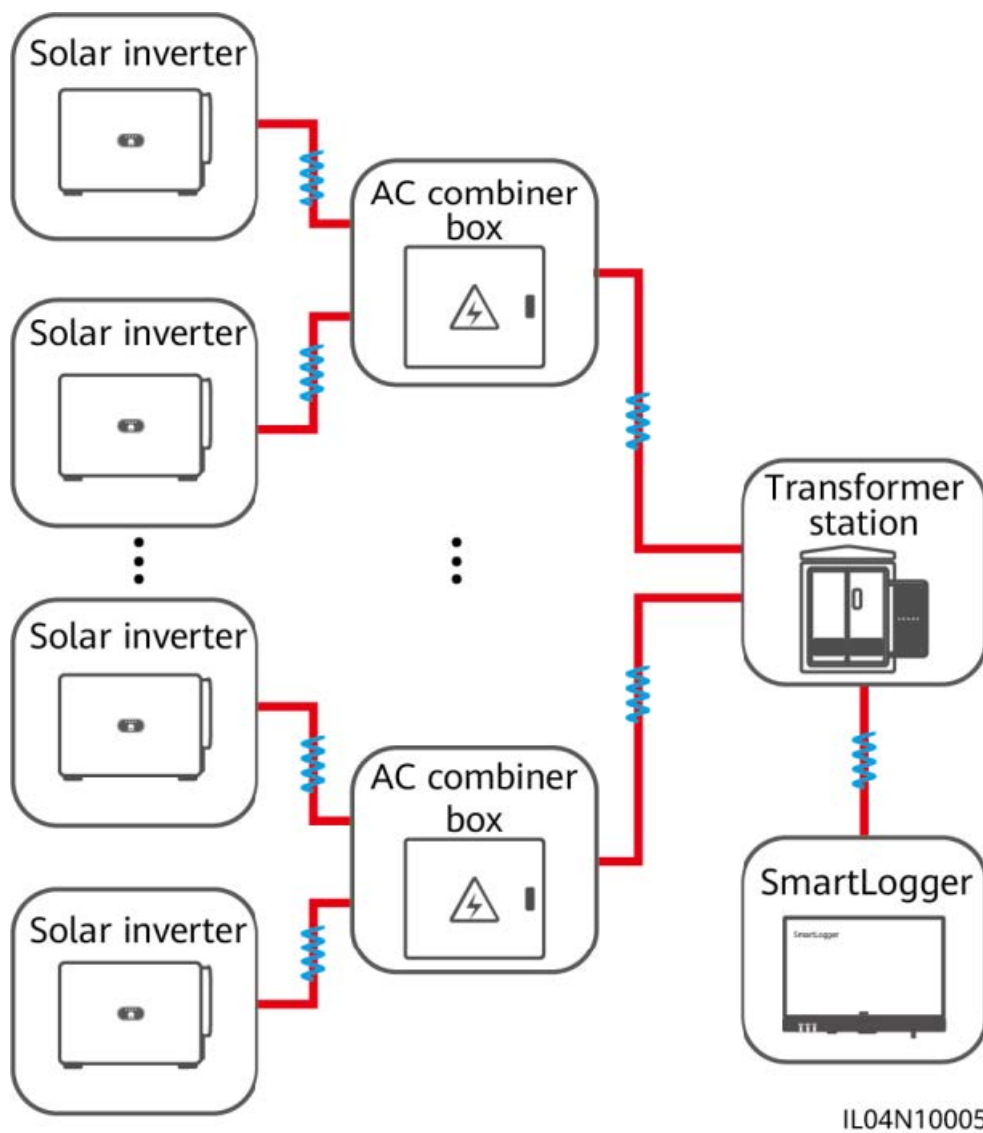 Solar inverter
AC combiner
box
Solar inverter
Transformer
station
Solar inverter
AC combiner
box
SmartLogger
SmartLogger
Solar inverter
IL04N10005